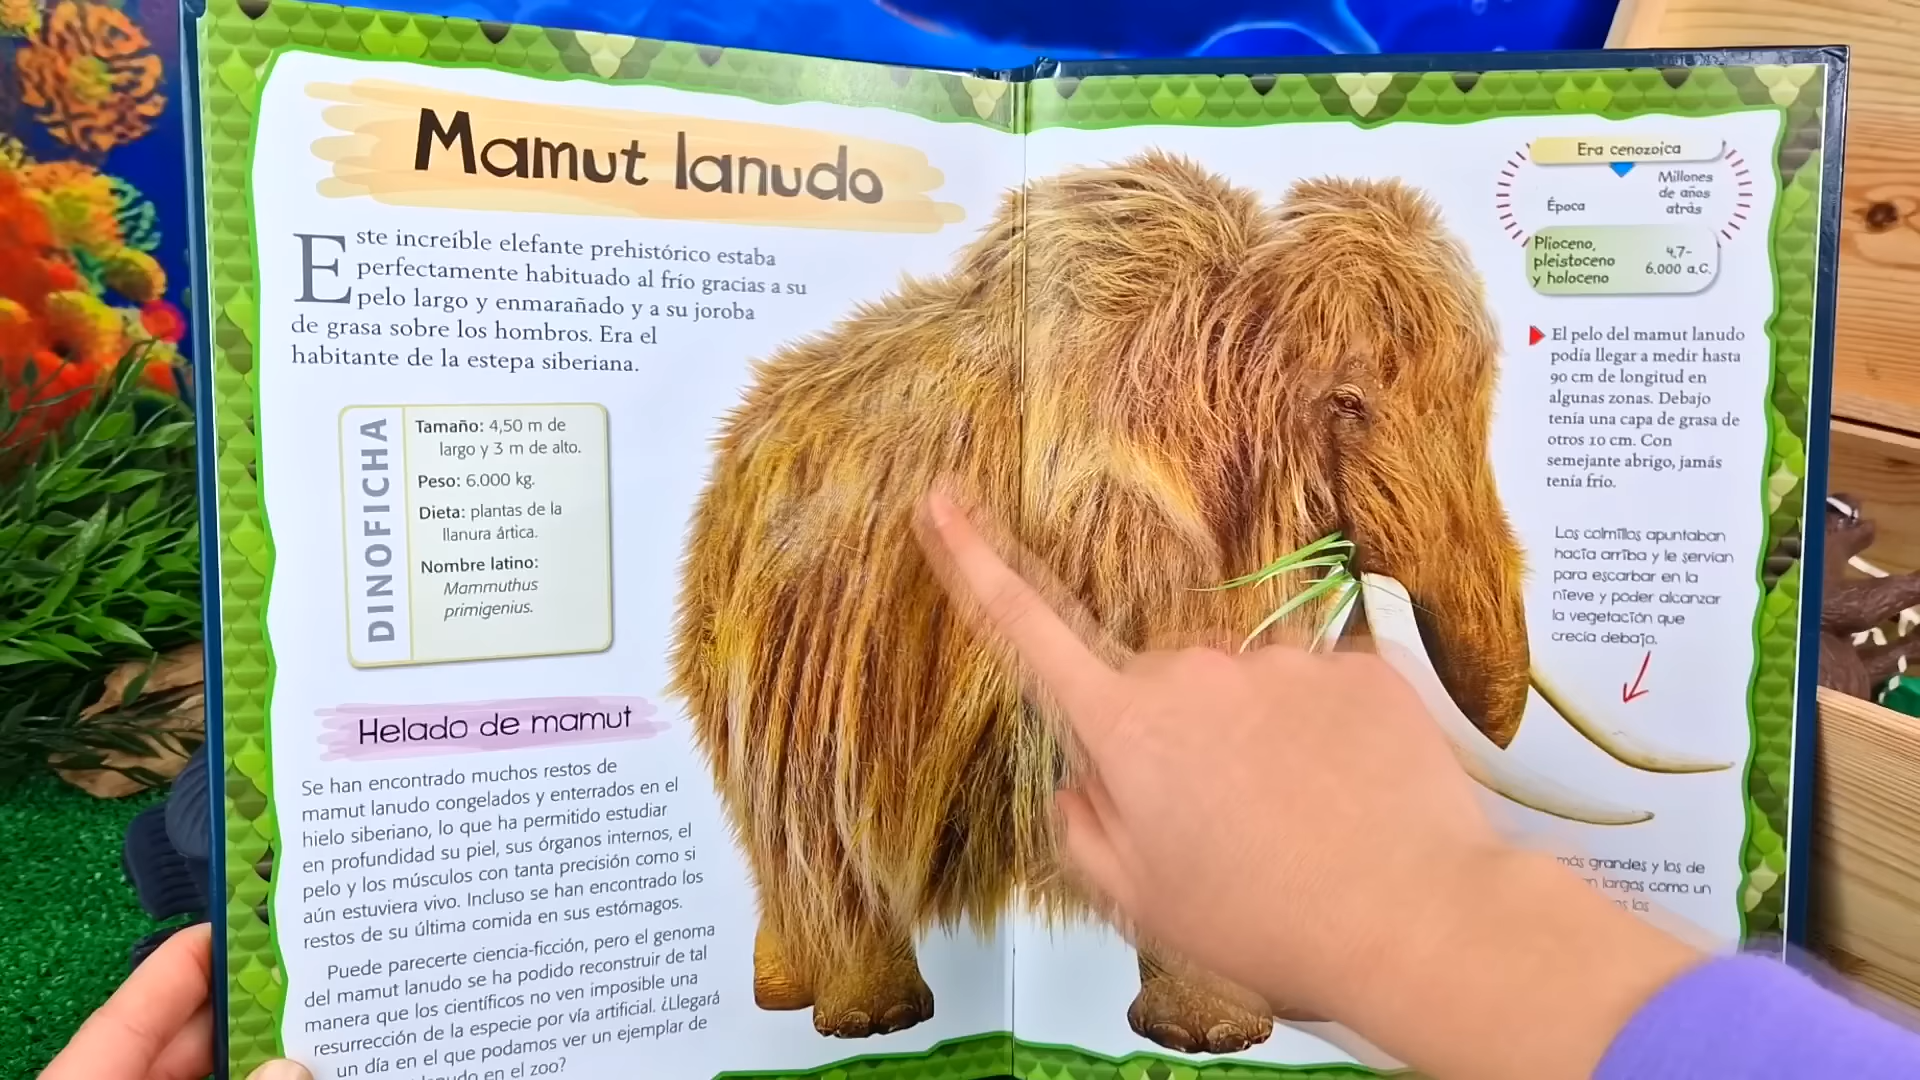 Mamut lanudo
Este increíble elefante prehistórico estaba
perfectamente habituado al frío gracias a su
pelo largo y enmarañado y a su joroba
de grasa sobre los hombros. Era el
habitante de la estepa siberiana.
DINOFICHA
Tamaño: 4,50 m de
largo y 3 m de alto.
Peso: 6.000 kg.
Dieta: plantas de la
llanura ártica.
Nombre latino:
Mammuthus
primigenius.
Helado de mamut
Se han encontrado muchos restos de
mamut lanudo congelados y enterrados en el
hielo siberiano, lo que ha permitido estudiar
en profundidad su piel, sus órganos internos, el
pelo y los músculos con tanta precisión como si
aún estuviera vivo. Incluso se han encontrado los
restos de su última comida en sus estómagos.
Puede parecerte ciencia-ficción, pero el genoma
del mamut lanudo se ha podido reconstruir de tal
manera que los científicos no ven imposible una
resurrección de la especie por vía artificial. ¿Llegará
un día en el que podamos ver un ejemplar de
en el zoo?
Era cenozoica
Época
Millones
de años
atrás
Plioceno,
pleistoceno
y holoceno
4,7-
6.000 a.C.
El pelo del mamut lanudo
podía llegar a medir hasta
90 cm de longitud en
algunas zonas. Debajo
tenía una capa de grasa de
otros 10 cm. Con
semejante abrigo, jamás
tenía frío.
Los colmillos apuntaban
hacia arriba y le servían
para escarbar en la
nieve y poder alcanzar
la vegetación que
crecía debajo.
más grandes y los de
largos como un
los